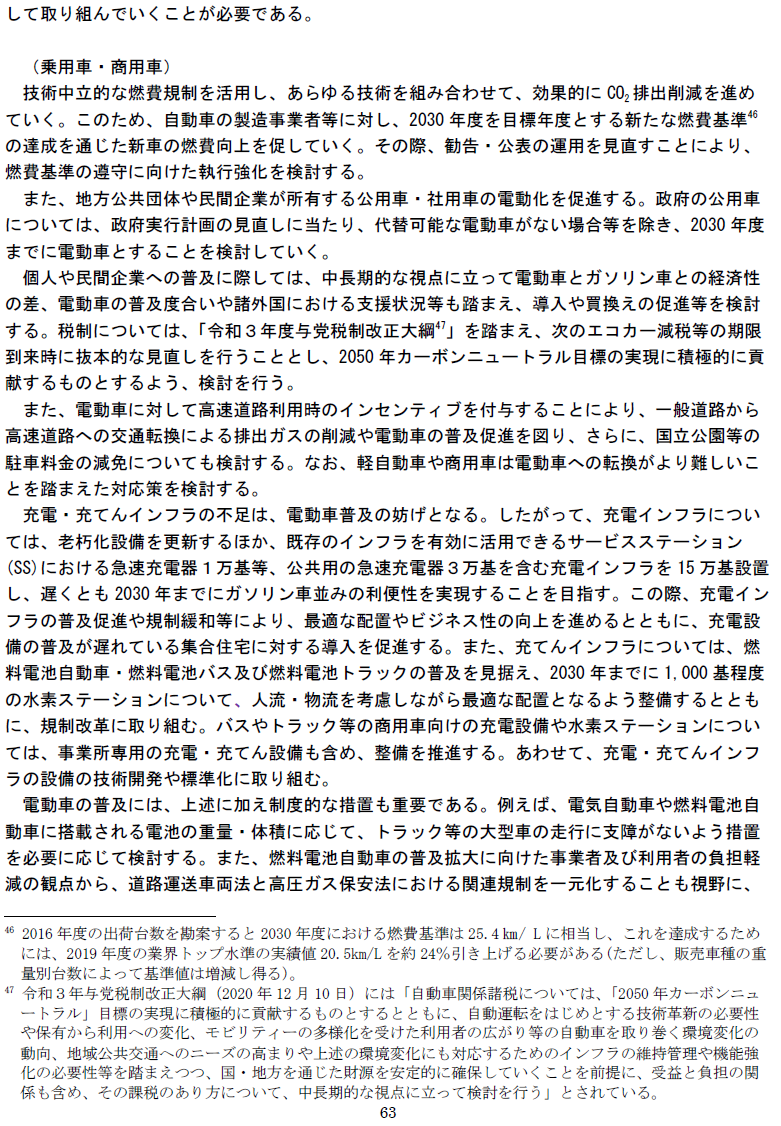 して取り組んでいくことが必要である。
（乗用車・商用車）
技術中立的な燃費規制を活用し、あらゆる技術を組み合わせて、効果的に CO₂排出削減を進め
ていく。このため、自動車の製造事業者等に対し、2030 年度を目標年度とする新たな燃費基準⁴⁶
の達成を通じた新車の燃費向上を促していく。その際、勧告・公表の運用を見直すことにより、
燃費基準の遵守に向けた執行強化を検討する。
また、地方公共団体や民間企業が所有する公用車・社用車の電動化を促進する。政府の公用車
については、政府実行計画の見直しに当たり、代替可能な電動車がない場合等を除き、2030 年度
までに電動車とすることを検討していく。
個人や民間企業への普及に際しては、中長期的な視点に立って電動車とガソリン車との経済性
の差、電動車の普及度合いや諸外国における支援状況等も踏まえ、導入や買換えの促進等を検討
する。税制については、「令和３年度与党税制改正大綱⁴⁷」を踏まえ、次のエコカー減税等の期限
到来時に抜本的な見直しを行うこととし、2050 年カーボンニュートラル目標の実現に積極的に貢
献するものとするよう、検討を行う。
また、電動車に対して高速道路利用時のインセンティブを付与することにより、一般道路から
高速道路への交通転換による排出ガスの削減や電動車の普及促進を図り、さらに、国立公園等の
駐車料金の減免についても検討する。なお、軽自動車や商用車は電動車への転換がより難しいこ
とを踏まえた対応策を検討する。
充電・充てんインフラの不足は、電動車普及の妨げとなる。したがって、充電インフラについ
ては、老朽化設備を更新するほか、既存のインフラを有効に活用できるサービスステーション
(SS)における急速充電器１万基等、公共用の急速充電器３万基を含む充電インフラを 15 万基設置
し、遅くとも 2030 年までにガソリン車並みの利便性を実現することを目指す。この際、充電イン
フラの普及促進や規制緩和等により、最適な配置やビジネス性の向上を進めるとともに、充電設
備の普及が遅れている集合住宅に対する導入を促進する。また、充てんインフラについては、燃
料電池自動車・燃料電池バス及び燃料電池トラックの普及を見据え、2030 年までに 1,000 基程度
の水素ステーションについて、人流・物流を考慮しながら最適な配置となるよう整備するととも
に、規制改革に取り組む。バスやトラック等の商用車向けの充電設備や水素ステーションについ
ては、事業所専用の充電・充てん設備も含め、整備を推進する。あわせて、充電・充てんインフ
ラの設備の技術開発や標準化に取り組む。
電動車の普及には、上述に加え制度的な措置も重要である。例えば、電気自動車や燃料電池自
動車に搭載される電池の重量・体積に応じて、トラック等の大型車の走行に支障がないよう措置
を必要に応じて検討する。また、燃料電池自動車の普及拡大に向けた事業者及び利用者の負担軽
減の観点から、道路運送車両法と高圧ガス保安法における関連規制を一元化することも視野に、
⁴⁶ 2016 年度の出荷台数を勘案すると 2030 年度における燃費基準は 25.4 km/ L に相当し、これを達成するため
には、2019 年度の業界トップ水準の実績値 20.5km/L を約 24％引き上げる必要がある(ただし、販売車種の重
量別台数によって基準値は増減し得る)。
⁴⁷ 令和３年与党税制改正大綱（2020 年 12 月 10 日）には「自動車関係諸税については、「2050 年カーボンニュ
ートラル」目標の実現に積極的に貢献するものとするとともに、自動運転をはじめとする技術革新の必要性
や保有から利用への変化、モビリティーの多様化を受けた利用者の広がり等の自動車を取り巻く環境変化の
動向、地域公共交通へのニーズの高まりや上述の環境変化にも対応するためのインフラの維持管理や機能強
化の必要性等を踏まえつつ、国・地方を通じた財源を安定的に確保していくことを前提に、受益と負担の関
係も含め、その課税のあり方について、中長期的な視点に立って検討を行う」とされている。
63